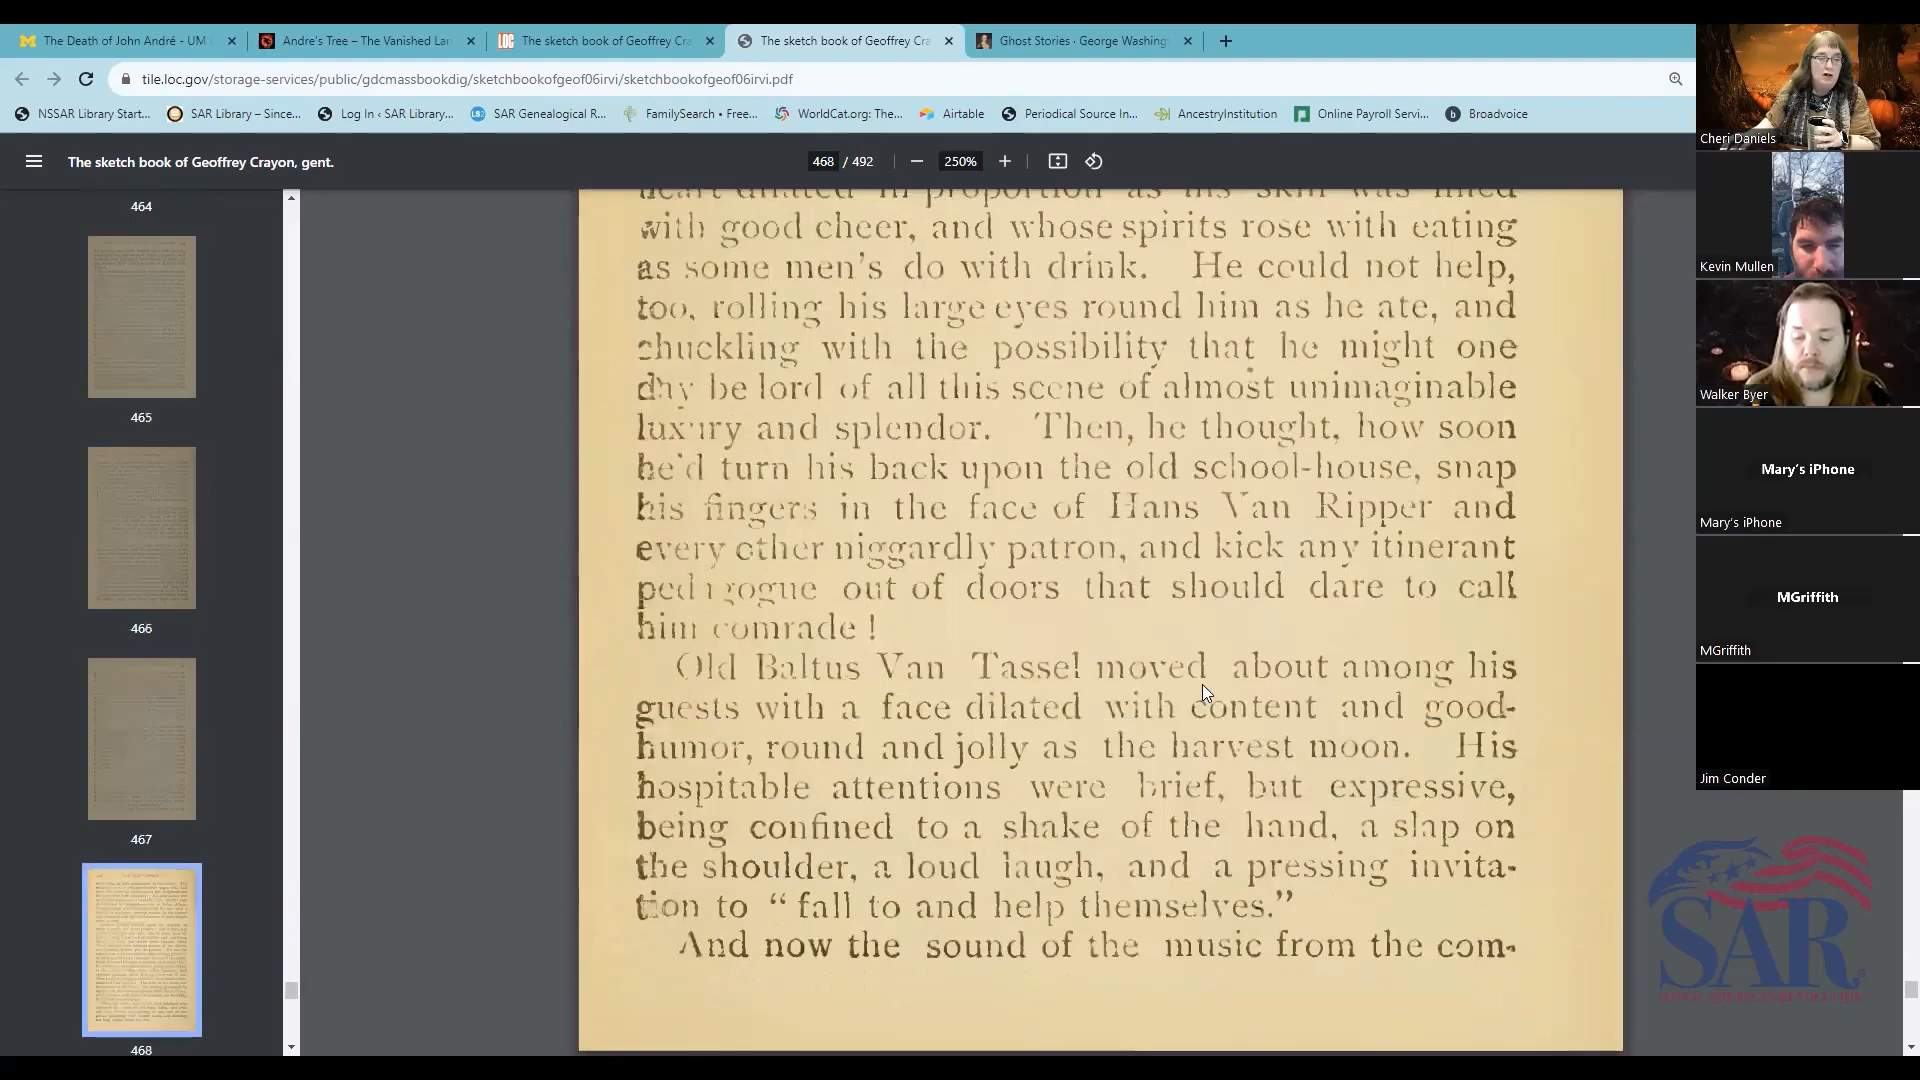 The Death of John André - UM
Andre's Tree – The Vanished Lan
The sketch book of Geoffrey Cra
The sketch book of Geoffrey Cra
Ghost Stories · George Washing
tile.loc.gov/storage-services/public/gdcmassbookdig/sketchbookofgeof06irvi/sketchbookofgeof06irvi.pdf
NSSAR Library Start...
SAR Library – Since...
Log In ‹ SAR Library...
SAR Genealogical R...
FamilySearch • Free...
WorldCat.org: The...
Airtable
Periodical Source In...
AncestryInstitution
Online Payroll Servi...
Broadvoice
The sketch book of Geoffrey Crayon, gent.
468 / 492
250%
464
465
466
467
468
heart dilated in proportion as his skin was filled
with good cheer, and whose spirits rose with eating
as some men's do with drink. He could not help,
too, rolling his large eyes round him as he ate, and
chuckling with the possibility that he might one
day be lord of all this scene of almost unimaginable
luxury and splendor. Then, he thought, how soon
he'd turn his back upon the old school-house, snap
his fingers in the face of Hans Van Ripper and
every other niggardly patron, and kick any itinerant
pedagogue out of doors that should dare to call
him comrade !
Old Baltus Van Tassel moved about among his
guests with a face dilated with content and good-
humor, round and jolly as the harvest moon. His
hospitable attentions were brief, but expressive,
being confined to a shake of the hand, a slap on
the shoulder, a loud laugh, and a pressing invita-
tion to “ fall to and help themselves.”
And now the sound of the music from the com-
Cheri Daniels
Kevin Mullen
Walker Byer
Mary's iPhone
Mary's iPhone
MGriffith
MGriffith
Jim Conder
SAR